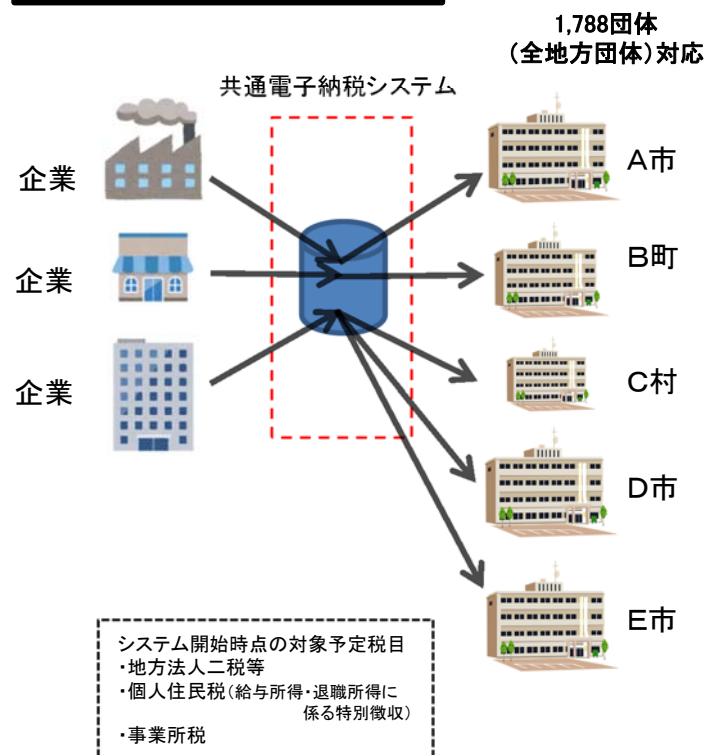 1,788団体
（全地方団体）対応
共通電子納税システム
企業
A市
企業
B町
企業
C村
D市
E市
システム開始時点の対象予定税目
・地方法人二税等
・個人住民税（給与所得・退職所得に
係る特別徴収）
・事業所税